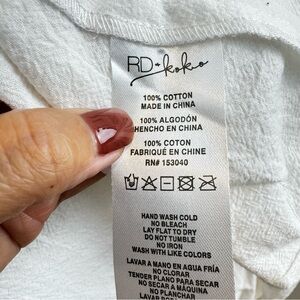 RD+koko
100% COTTON
MADE IN CHINA
100% ALGODÓN
HENCHO EN CHINA
100% COTON
FABRIQUÉ EN CHINE
RN# 153040
HAND WASH COLD
NO BLEACH
LAY FLAT TO DRY
DO NOT TUMBLE
NO IRON
WASH WITH LIKE COLORS
LAVAR A MANO EN AGUA FRÍA
NO CLORAR
TENDER PLANO PARA SECAR
NO SECAR A MÁQUINA
NO PLANCHAR
LAVAR